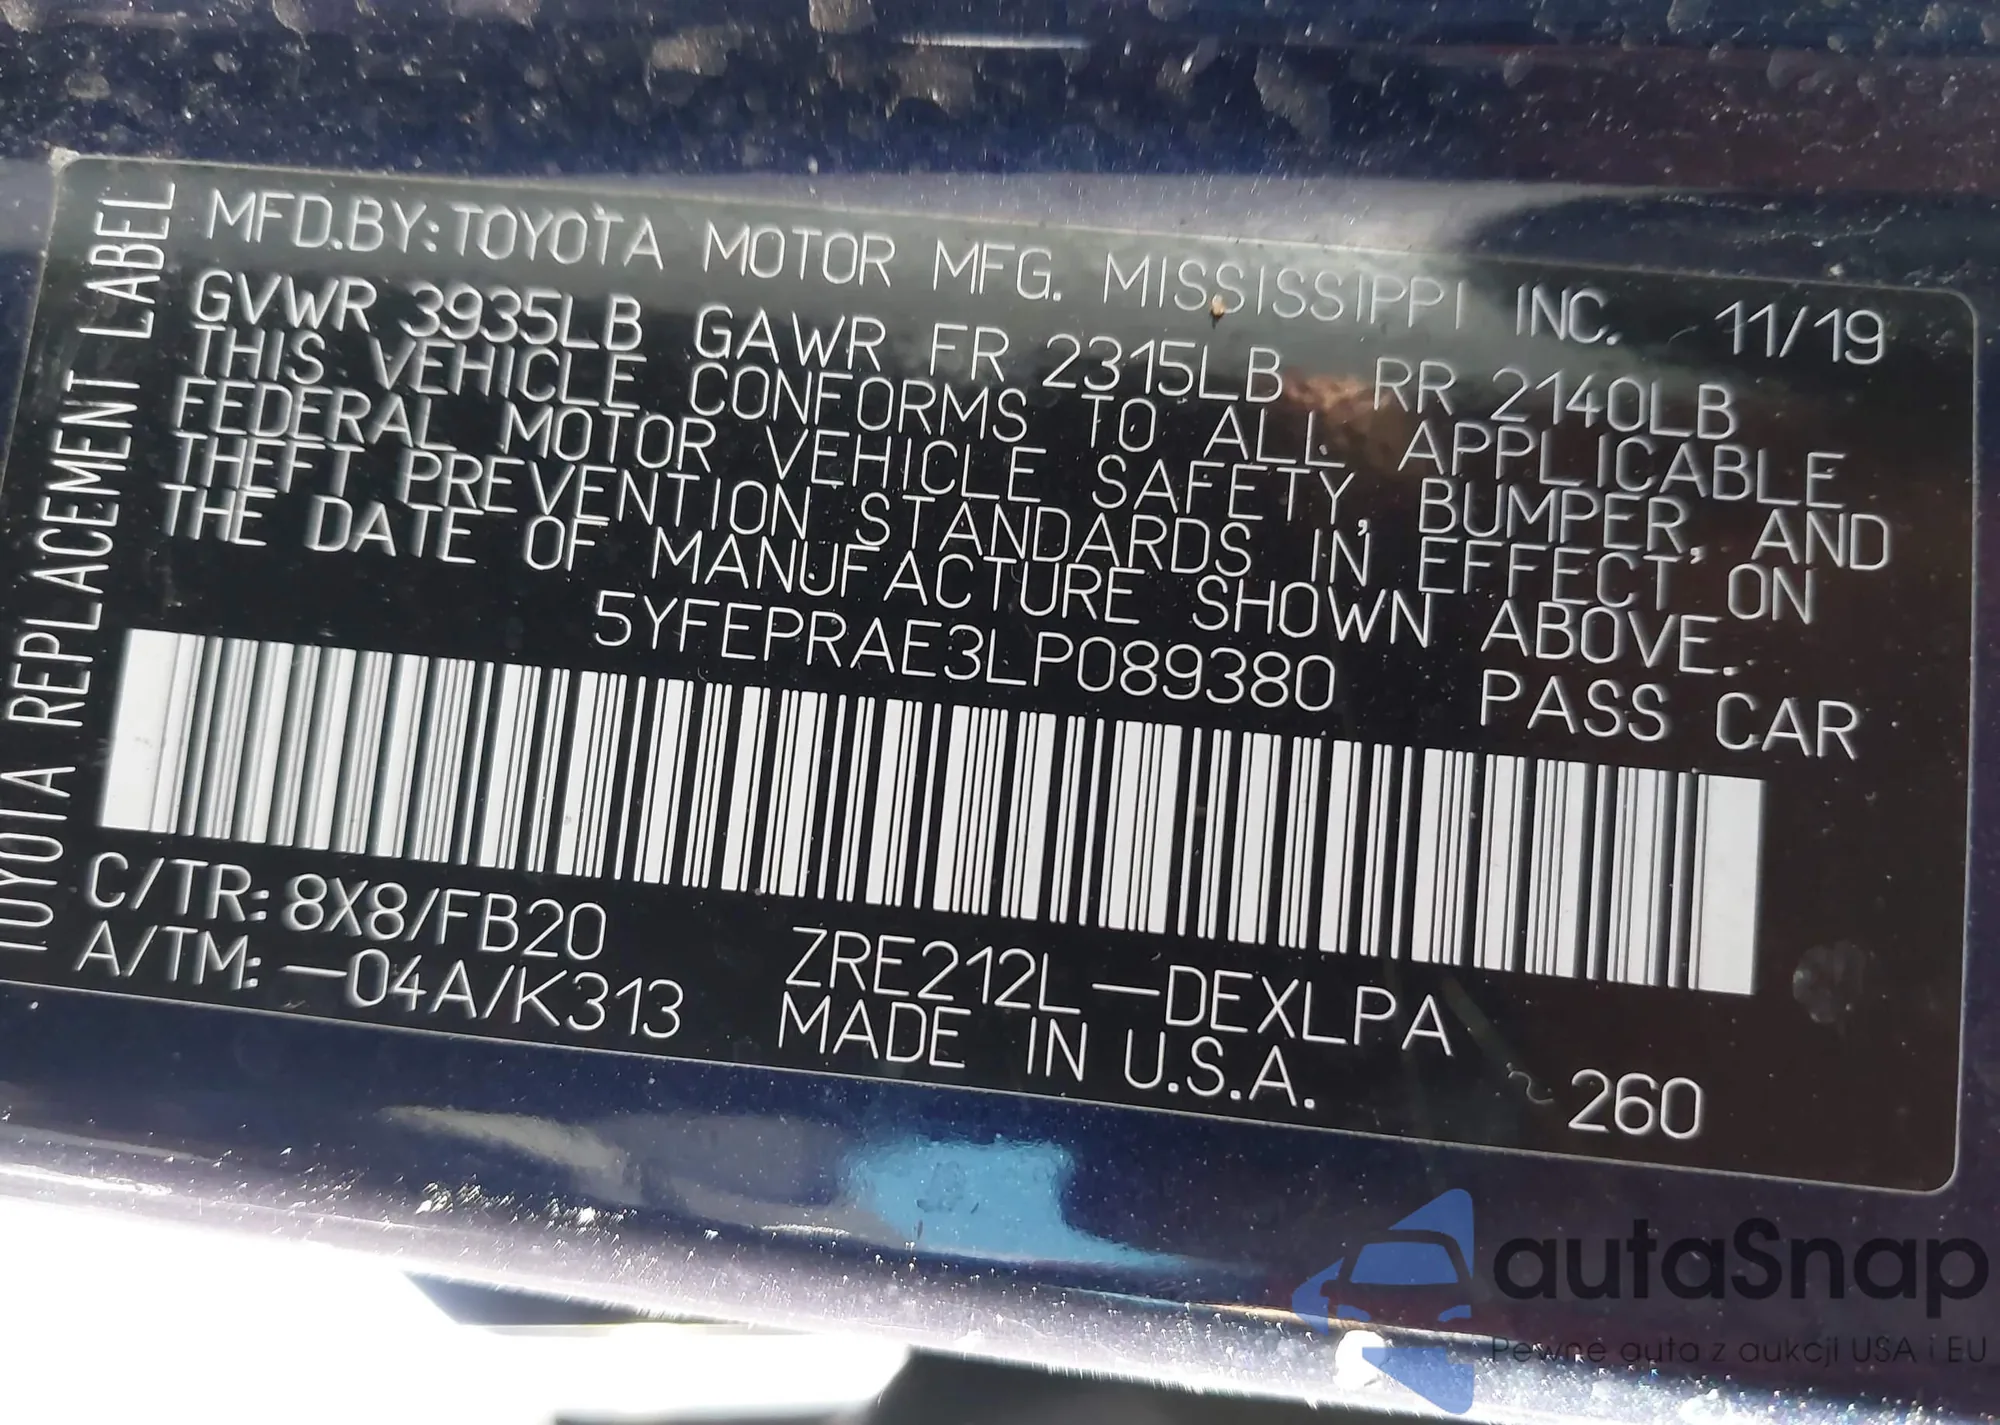 TOYOTA REPLACEMENT LABEL
MFD.BY:TOYOTA MOTOR MFG. MISSISSIPPI INC. 11/19
GVWR 3935LB GAWR FR 2315LB RR 2140LB
THIS VEHICLE CONFORMS TO ALL APPLICABLE
FEDERAL MOTOR VEHICLE SAFETY, BUMPER, AND
THEFT PREVENTION STANDARDS IN EFFECT ON
THE DATE OF MANUFACTURE SHOWN ABOVE.
5YFEPRAE3LP089380 PASS CAR
C/TR: 8X8/FB20
A/TM: -04A/K313
ZRE212L-DEXLPA
MADE IN U.S.A.
260
autaSnap
Pewne auta z aukcji USA i EU